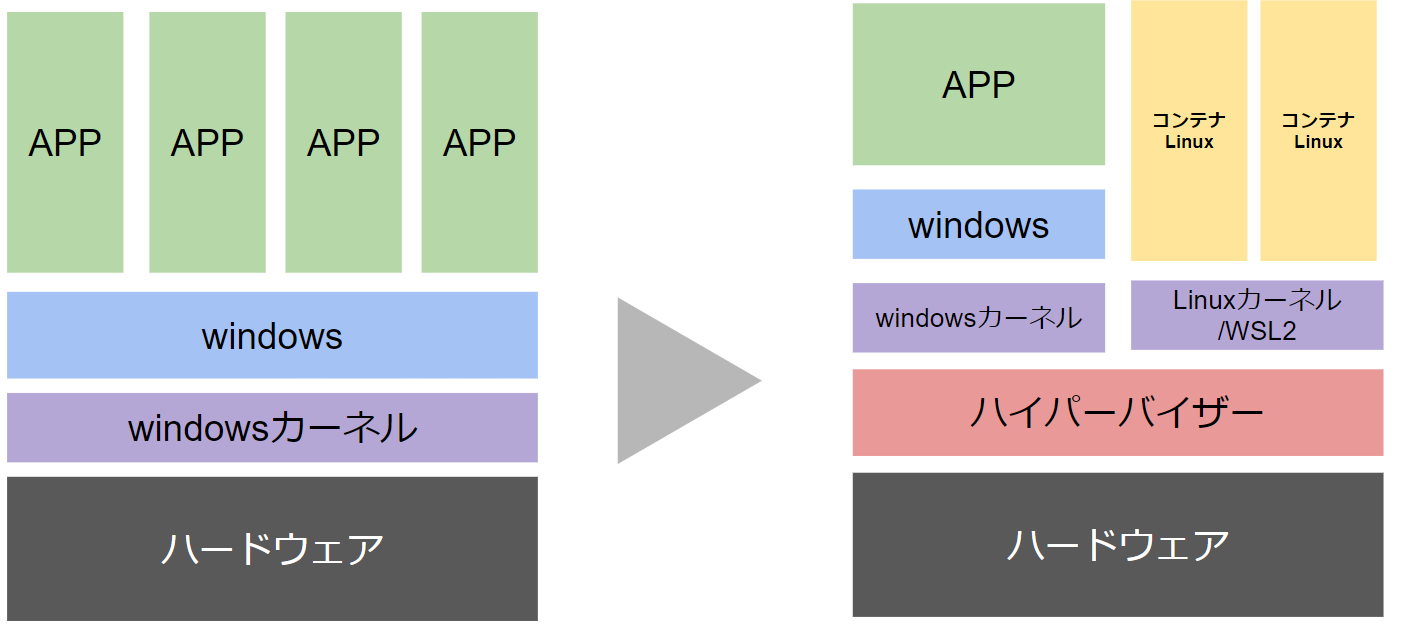 APP
APP
APP
APP
windows
windowsカーネル
ハードウェア
APP
コンテナ
Linux
コンテナ
Linux
windows
windowsカーネル
Linuxカーネル
/WSL2
ハイパーバイザー
ハードウェア